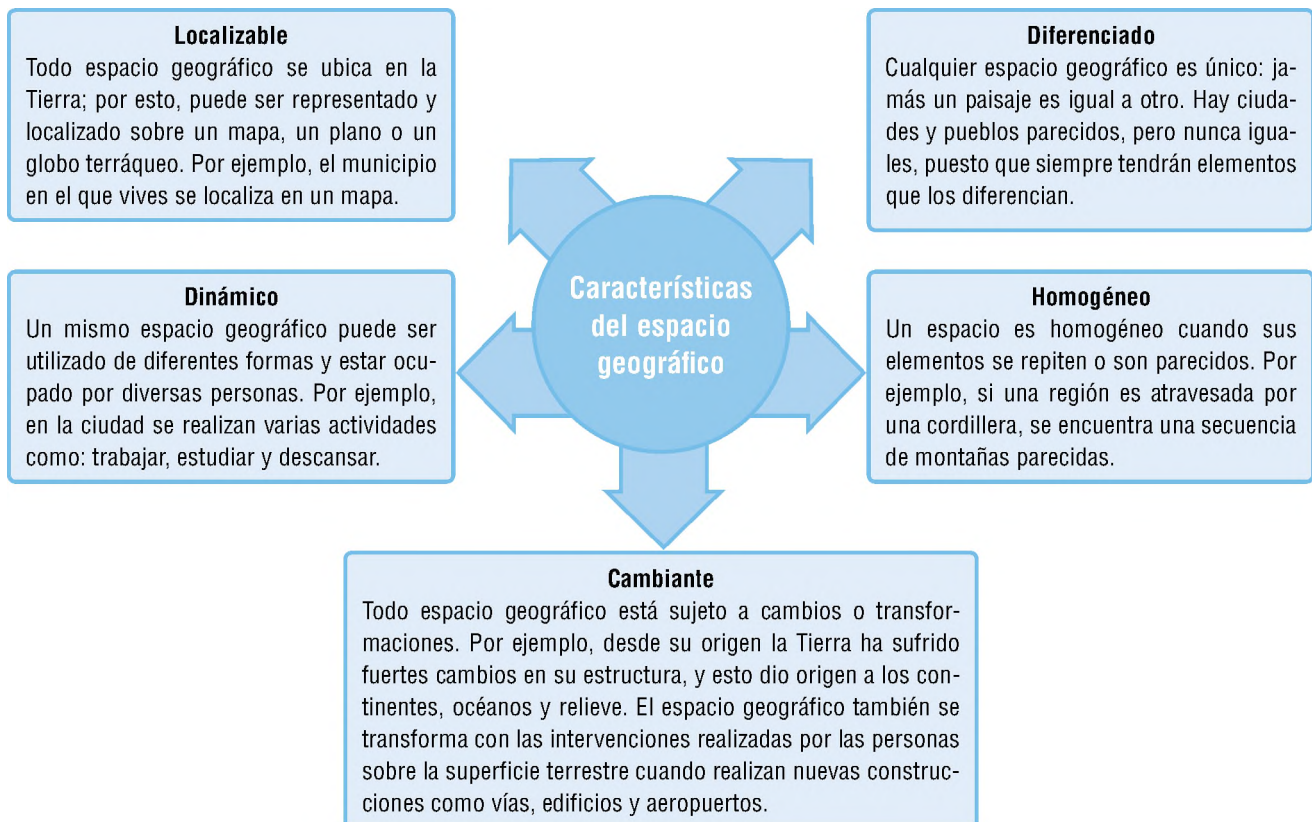 Localizable
Todo espacio geográfico se ubica en la
Tierra; por esto, puede ser representado y
localizado sobre un mapa, un plano o un
globo terráqueo. Por ejemplo, el municipio
en el que vives se localiza en un mapa.
Diferenciado
Cualquier espacio geográfico es único: ja-
más un paisaje es igual a otro. Hay ciuda-
des y pueblos parecidos, pero nunca igua-
les, puesto que siempre tendrán elementos
que los diferencian.
Características
del espacio
geográfico
Dinámico
Un mismo espacio geográfico puede ser
utilizado de diferentes formas y estar ocu-
pado por diversas personas. Por ejemplo,
en la ciudad se realizan varias actividades
como: trabajar, estudiar y descansar.
Homogéneo
Un espacio es homogéneo cuando sus
elementos se repiten o son parecidos. Por
ejemplo, si una región es atravesada por
una cordillera, se encuentra una secuencia
de montañas parecidas.
Cambiante
Todo espacio geográfico está sujeto a cambios o transfor-
maciones. Por ejemplo, desde su origen la Tierra ha sufrido
fuertes cambios en su estructura, y esto dio origen a los con-
tinentes, océanos y relieve. El espacio geográfico también se
transforma con las intervenciones realizadas por las personas
sobre la superficie terrestre cuando realizan nuevas construc-
ciones como vías, edificios y aeropuertos.